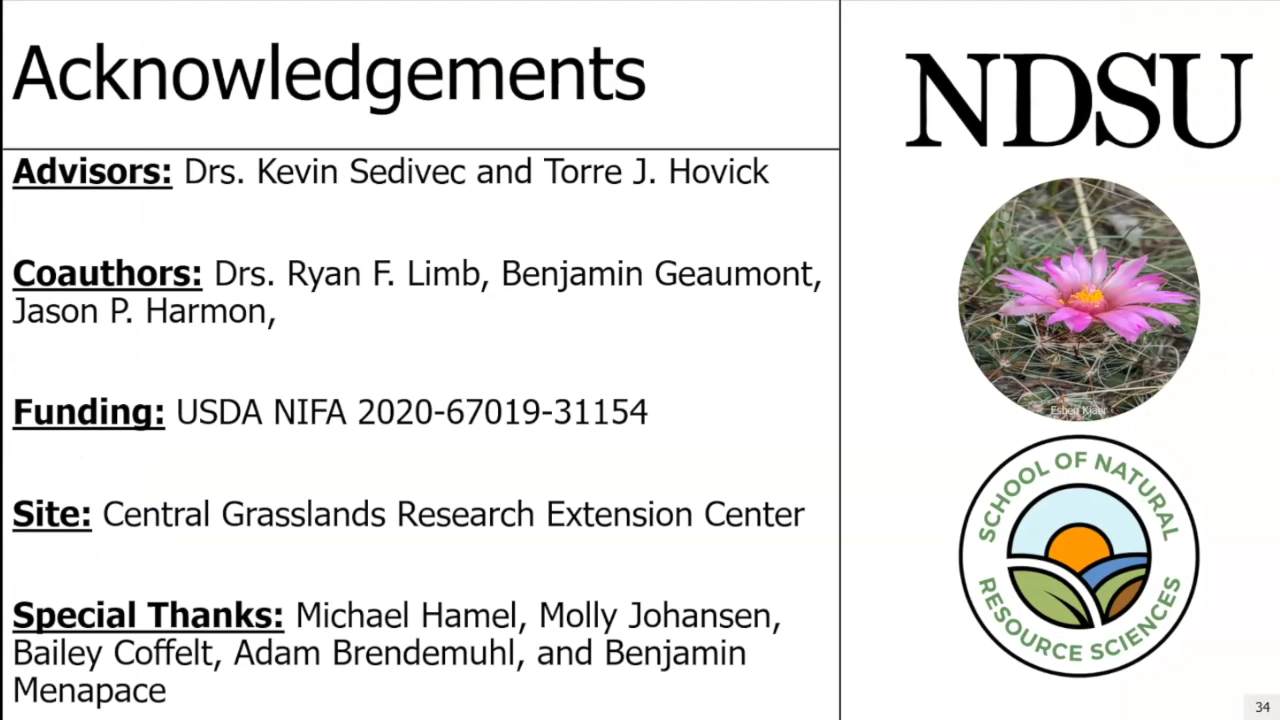 Acknowledgements
Advisors: Drs. Kevin Sedivec and Torre J. Hovick
Coauthors: Drs. Ryan F. Limb, Benjamin Geaumont,
Jason P. Harmon,
Funding: USDA NIFA 2020-67019-31154
Site: Central Grasslands Research Extension Center
Special Thanks: Michael Hamel, Molly Johansen,
Bailey Coffelt, Adam Brendemuhl, and Benjamin
Menapace
NDSU
Esben Kjaer
SCHOOL OF NATURAL
RESOURCE SCIENCES
34